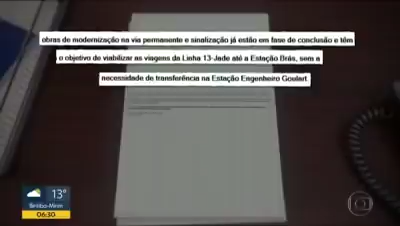 obras de modernização na via permanente e sinalização já estão em fase de conclusão e têm
o objetivo de viabilizar as viagens da Linha 13-Jade até a Estação Brás, sem a
necessidade de transferência na Estação Engenheiro Goulart
13°
Biritiba-Mirim
06:30